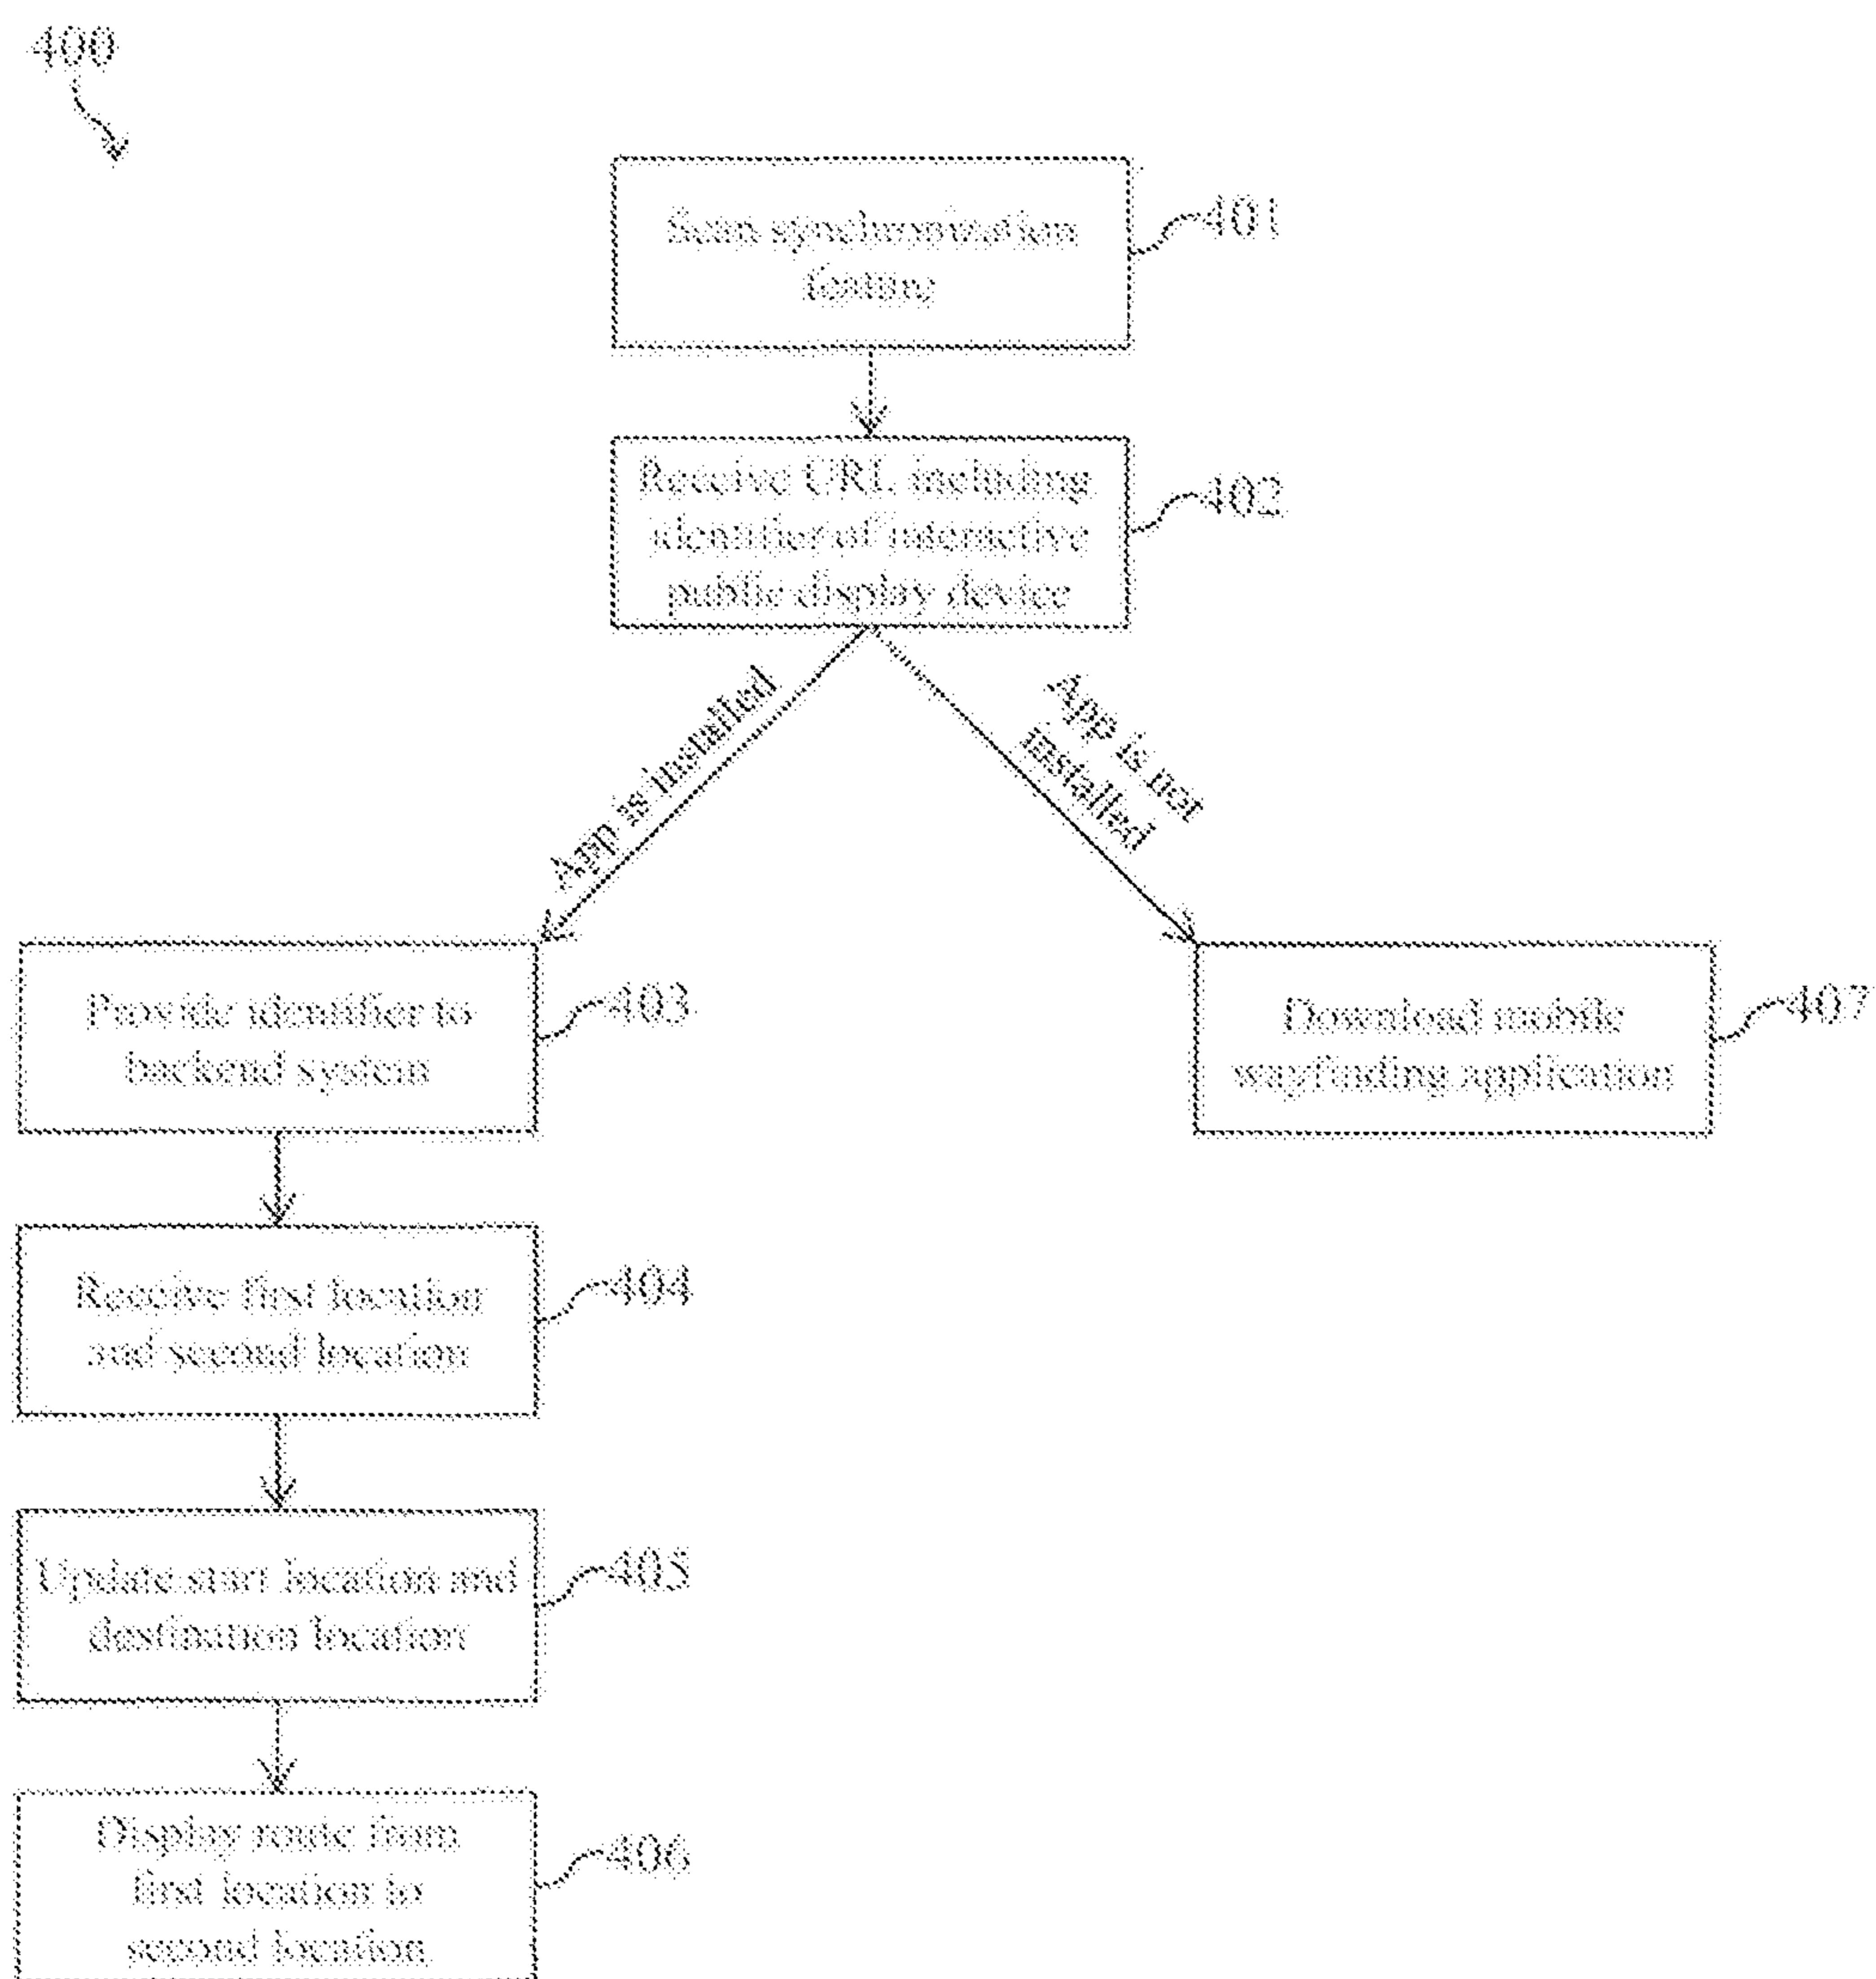 400
Scan synchronization
feature
401
Receive URL including
identifier of interactive
public display device
402
App is installed
App is not
installed
Provide identifier to
backend system
403
Download mobile
wayfinding application
407
Receive first location
and second location
404
Update start location and
destination location
405
Display route from
first location to
second location
406